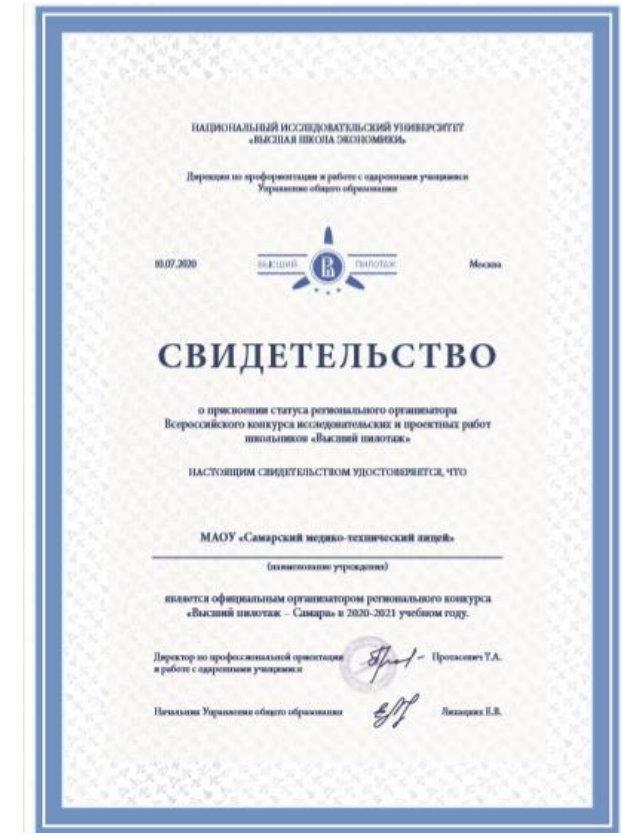 НАЦИОНАЛЬНЫЙ ИССЛЕДОВАТЕЛЬСКИЙ УНИВЕРСИТЕТ
«ВЫСШАЯ ШКОЛА ЭКОНОМИКИ»
Дирекция по профориентации и работе с одаренными учащимися
Управление общего образования
10.07.2020
ВЫСШИЙ ПИЛОТАЖ
Москва
СВИДЕТЕЛЬСТВО
о присвоении статуса регионального организатора
Всероссийского конкурса исследовательских и проектных работ
школьников «Высший пилотаж»
НАСТОЯЩИМ СВИДЕТЕЛЬСТВОМ УДОСТОВЕРЯЕТСЯ, ЧТО
МАОУ «Самарский медико-технический лицей»
(наименование учреждения)
является официальным организатором регионального конкурса
«Высший пилотаж – Самара» в 2020-2021 учебном году.
Директор по профессиональной ориентации
и работе с одаренными учащимися
Протасевич Т.А.
Начальник Управления общего образования
Е.В.